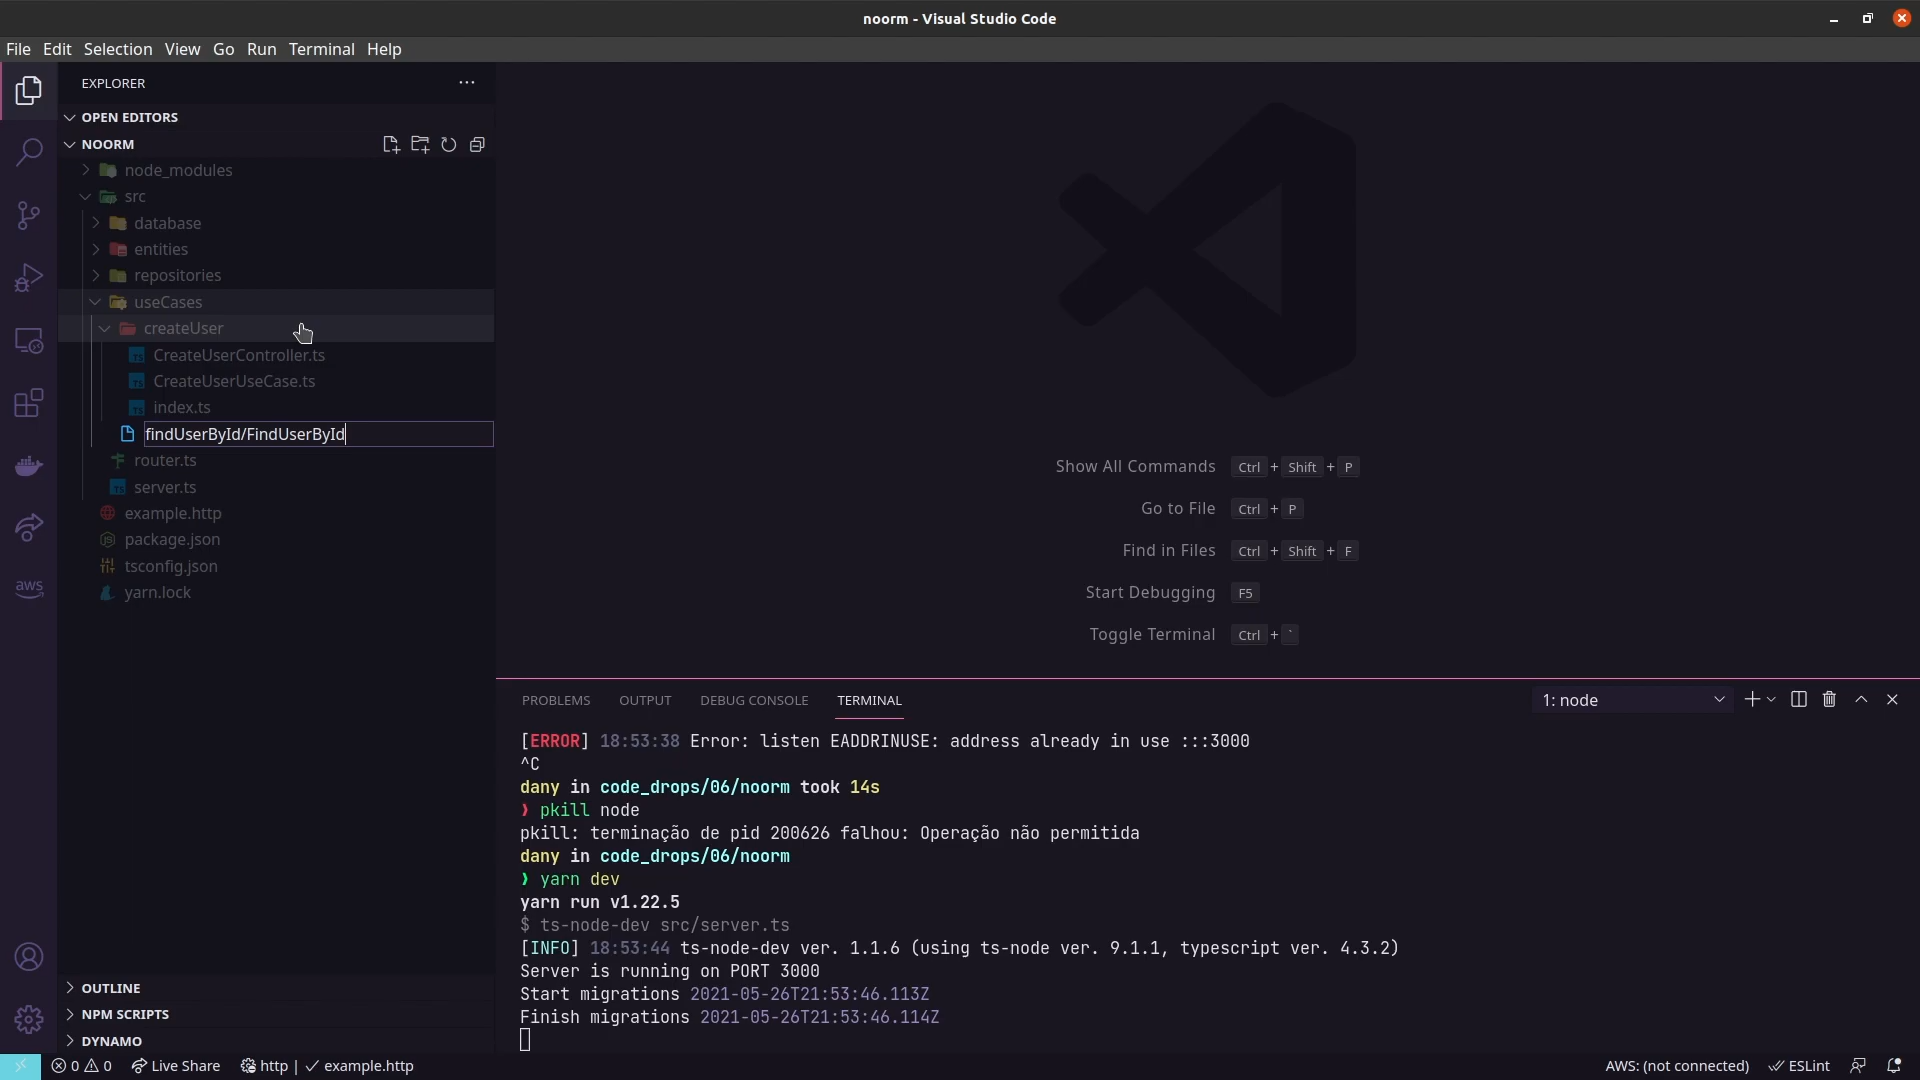 noorm - Visual Studio Code
File Edit Selection View Go Run Terminal Help
EXPLORER
OPEN EDITORS
NOORM
node_modules
src
database
entities
repositories
useCases
createUser
CreateUserController.ts
CreateUserUseCase.ts
index.ts
findUserById/FindUserById
router.ts
server.ts
example.http
package.json
tsconfig.json
yarn.lock
aws
OUTLINE
NPM SCRIPTS
DYNAMO
Show All Commands Ctrl + Shift + P
Go to File Ctrl + P
Find in Files Ctrl + Shift + F
Start Debugging F5
Toggle Terminal Ctrl + `
PROBLEMS OUTPUT DEBUG CONSOLE TERMINAL 1: node
[ERROR] 18:53:38 Error: listen EADDRINUSE: address already in use :::3000
^C
dany in code_drops/06/noorm took 14s
❯ pkill node
pkill: terminação de pid 200626 falhou: Operação não permitida
dany in code_drops/06/noorm
❯ yarn dev
yarn run v1.22.5
$ ts-node-dev src/server.ts
[INFO] 18:53:44 ts-node-dev ver. 1.1.6 (using ts-node ver. 9.1.1, typescript ver. 4.3.2)
Server is running on PORT 3000
Start migrations 2021-05-26T21:53:46.113Z
Finish migrations 2021-05-26T21:53:46.114Z
0 0 Live Share http | ✓ example.http AWS: (not connected) ESLint